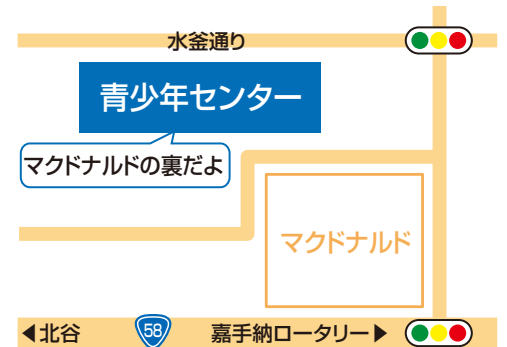 水釜通り
青少年センター
マクドナルドの裏だよ
マクドナルド
◀北谷
58
嘉手納ロータリー▶